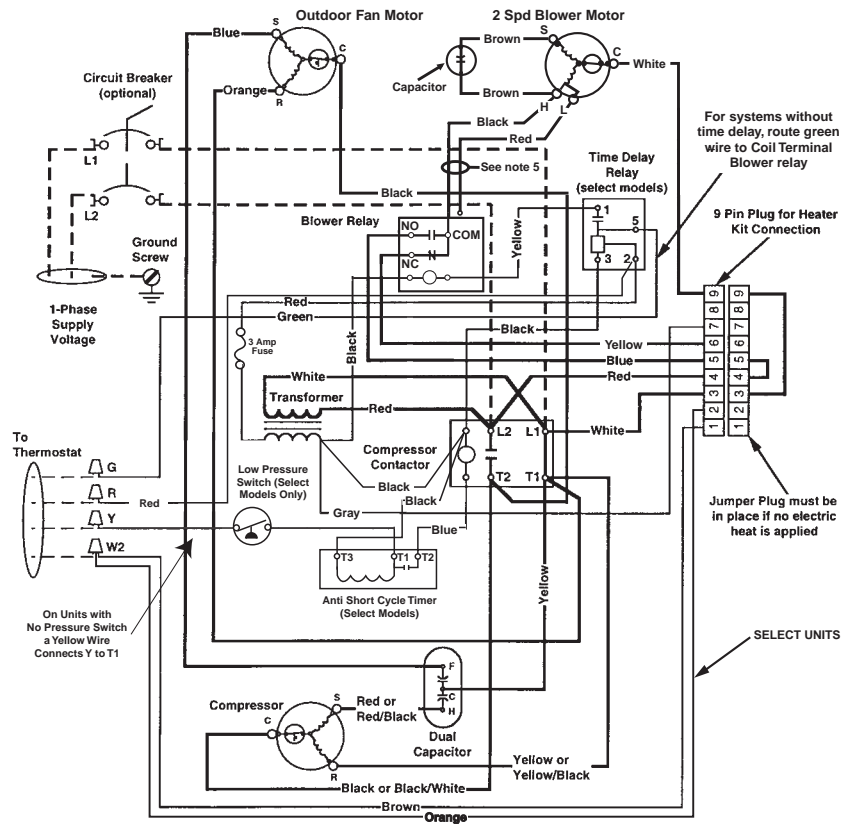 Outdoor Fan Motor
2 Spd Blower Motor
S
Blue
C
Orange
R
Brown
S
C
White
Capacitor
Brown
H
L
Black
Red
Circuit Breaker
(optional)
L1
L2
See note 5
Time Delay
Relay
(select models)
For systems without
time delay, route green
wire to Coil Terminal
Blower relay
Black
Blower Relay
NO
COM
NC
Yellow
1
5
3
2
9 Pin Plug for Heater
Kit Connection
Ground
Screw
1-Phase
Supply
Voltage
Red
Green
3 Amp
Fuse
Black
Black
Yellow
Blue
Red
9
8
7
6
5
4
3
2
1
9
8
7
6
5
4
3
2
1
White
Transformer
Red
L2
L1
White
Compressor
Contactor
T2
T1
To
Thermostat
G
R
Y
W2
Red
Low Pressure
Switch (Select
Models Only)
Black
Black
Gray
Blue
T3
T1
T2
Anti Short Cycle Timer
(Select Models)
Jumper Plug must be
in place if no electric
heat is applied
On Units with
No Pressure Switch
a Yellow Wire
Connects Y to T1
Yellow
SELECT UNITS
F
C
H
Dual
Capacitor
Compressor
S
C
R
Red or
Red/Black
Yellow or
Yellow/Black
Black or Black/White
Brown
Orange